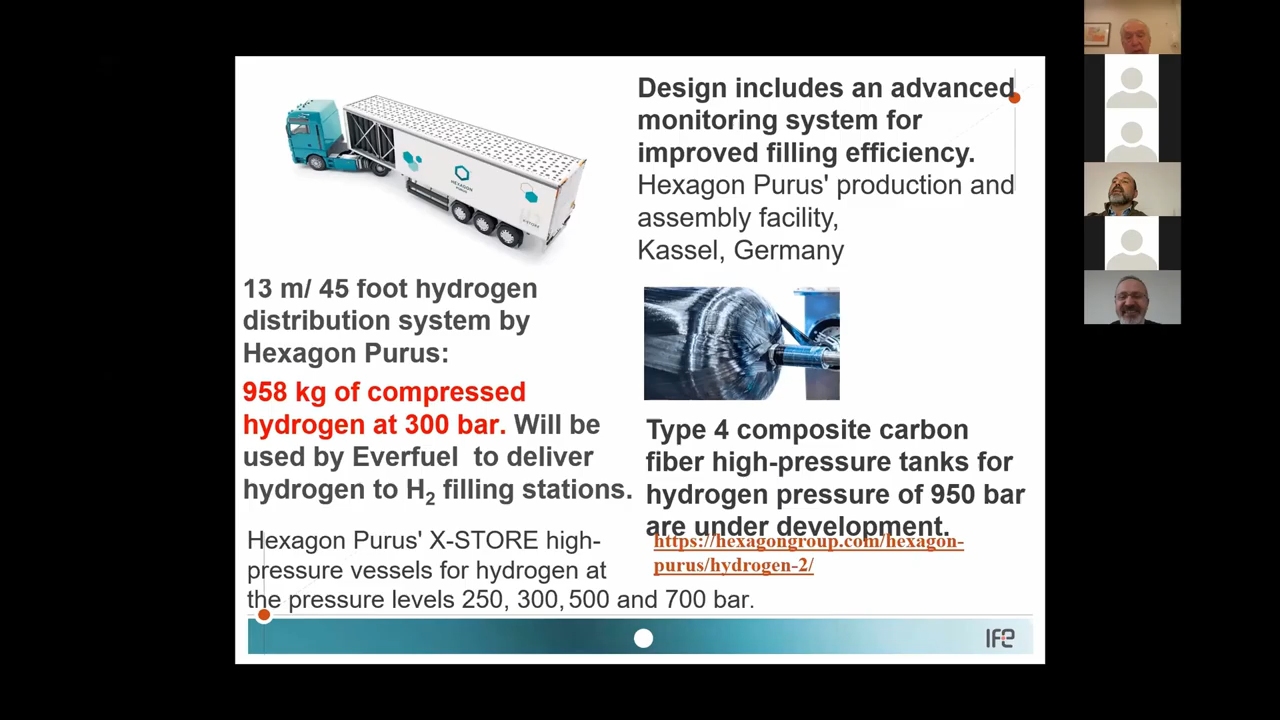 HEXAGON
PURUS
X-STORE
13 m/ 45 foot hydrogen
distribution system by
Hexagon Purus:
958 kg of compressed
hydrogen at 300 bar. Will be
used by Everfuel  to deliver
hydrogen to H₂ filling stations.
Hexagon Purus' X-STORE high-
pressure vessels for hydrogen at
the pressure levels 250, 300, 500 and 700 bar.
Design includes an advanced
monitoring system for
improved filling efficiency.
Hexagon Purus' production and
assembly facility,
Kassel, Germany
Type 4 composite carbon
fiber high-pressure tanks for
hydrogen pressure of 950 bar
are under development.
https://hexagongroup.com/hexagon-
purus/hydrogen-2/
IFE